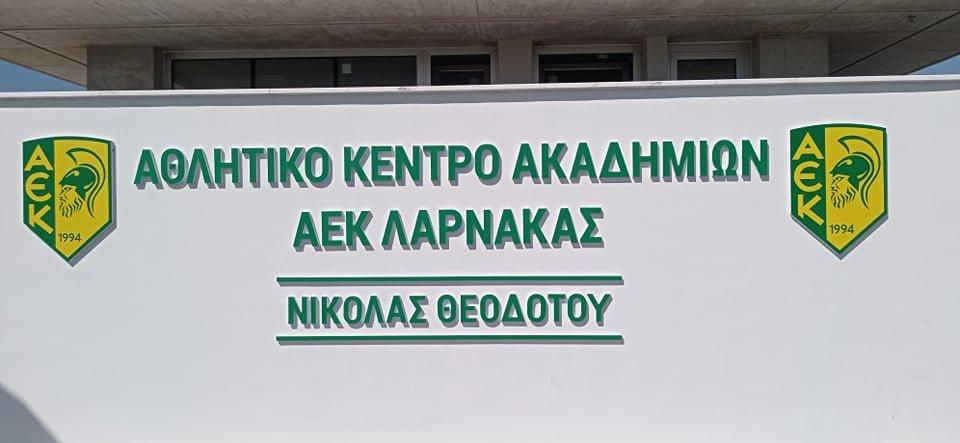 ΑΘΛΗΤΙΚΟ ΚΕΝΤΡΟ ΑΚΑΔΗΜΙΩΝ
ΑΕΚ ΛΑΡΝΑΚΑΣ
ΝΙΚΟΛΑΣ ΘΕΟΔΟΤΟΥ
ΑΕΚ
1994
ΑΕΚ
1994